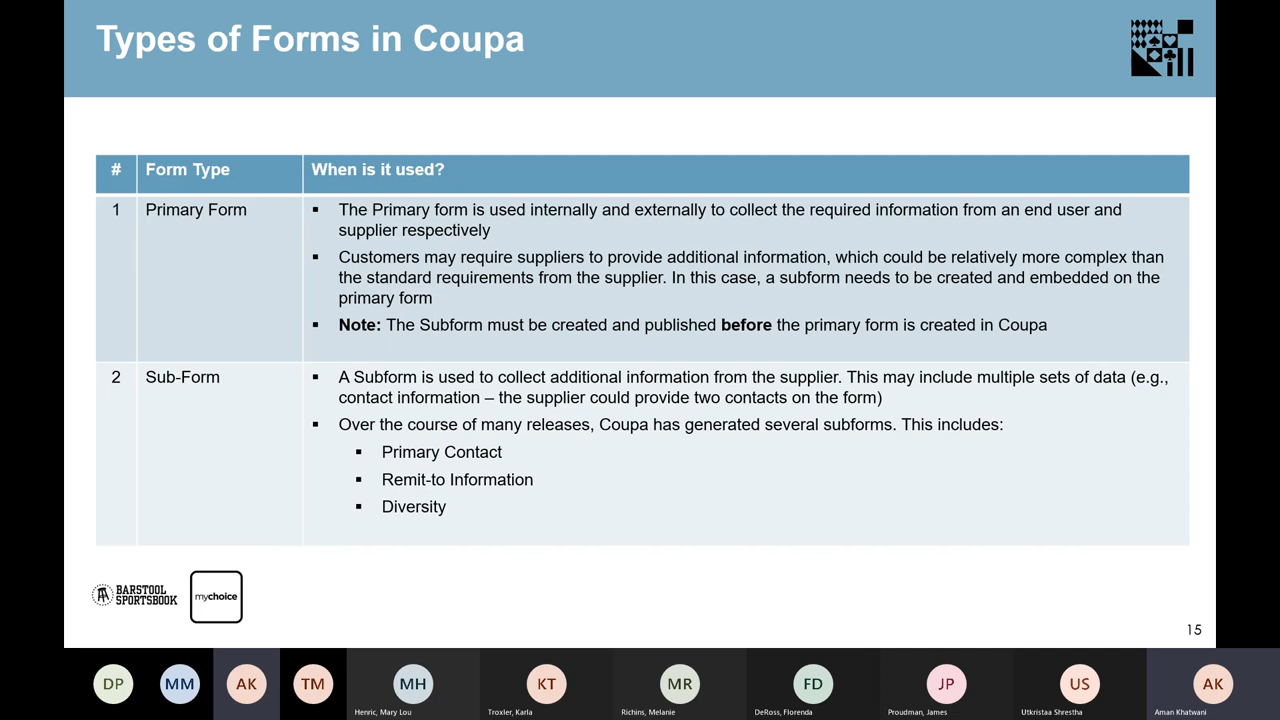 Types of Forms in Coupa
# Form Type When is it used?
1 Primary Form ▪ The Primary form is used internally and externally to collect the required information from an end user and
supplier respectively
▪ Customers may require suppliers to provide additional information, which could be relatively more complex than
the standard requirements from the supplier. In this case, a subform needs to be created and embedded on the
primary form
▪ Note: The Subform must be created and published before the primary form is created in Coupa
2 Sub-Form ▪ A Subform is used to collect additional information from the supplier. This may include multiple sets of data (e.g.,
contact information – the supplier could provide two contacts on the form)
▪ Over the course of many releases, Coupa has generated several subforms. This includes:
▪ Primary Contact
▪ Remit-to Information
▪ Diversity
BARSTOOL
SPORTSBOOK
mychoice
15
DP MM AK TM MH KT MR FD JP US AK
Henric, Mary Lou Troxler, Karla Richins, Melanie DeRoss, Florenda Proudman, James Utkristaa Shrestha Aman Khatwani